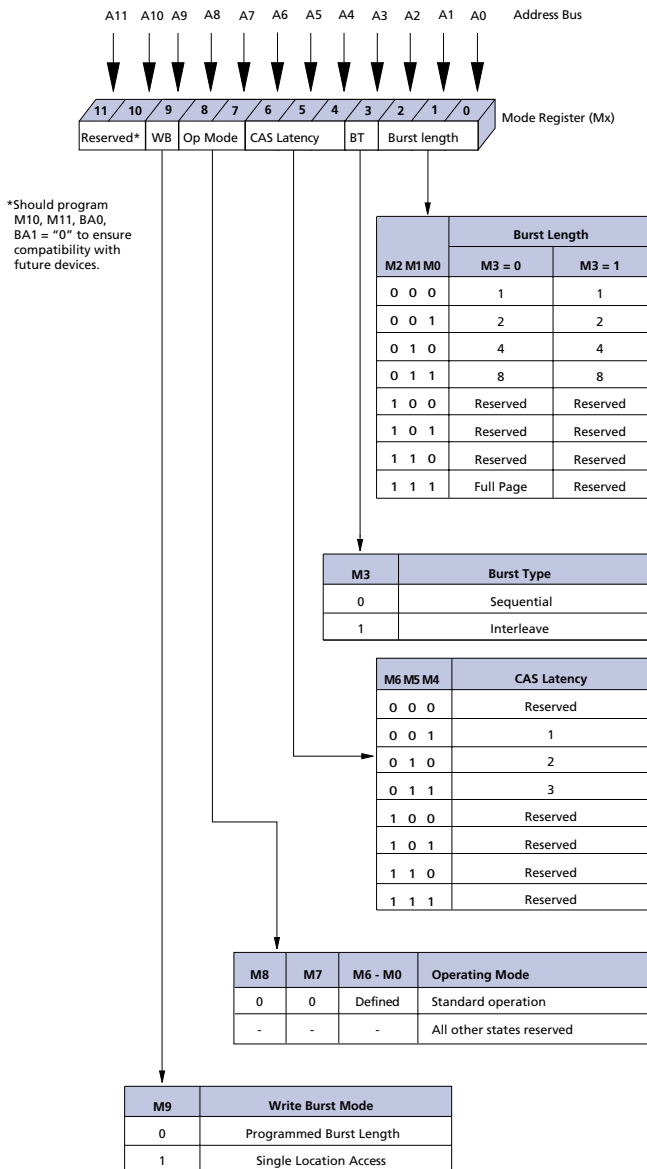 A11 A10 A9 A8 A7 A6 A5 A4 A3 A2 A1 A0 Address Bus
11 10 9 8 7 6 5 4 3 2 1 0
Mode Register (Mx)
Reserved* WB Op Mode CAS Latency BT Burst length
*Should program
M10, M11, BA0,
BA1 = “0” to ensure
compatibility with
future devices.
Burst Length
M2 M1 M0 M3 = 0 M3 = 1
0 0 0 1 1
0 0 1 2 2
0 1 0 4 4
0 1 1 8 8
1 0 0 Reserved Reserved
1 0 1 Reserved Reserved
1 1 0 Reserved Reserved
1 1 1 Full Page Reserved
M3 Burst Type
0 Sequential
1 Interleave
M6 M5 M4 CAS Latency
0 0 0 Reserved
0 0 1 1
0 1 0 2
0 1 1 3
1 0 0 Reserved
1 0 1 Reserved
1 1 0 Reserved
1 1 1 Reserved
M8 M7 M6 - M0 Operating Mode
0 0 Defined Standard operation
- - - All other states reserved
M9 Write Burst Mode
0 Programmed Burst Length
1 Single Location Access